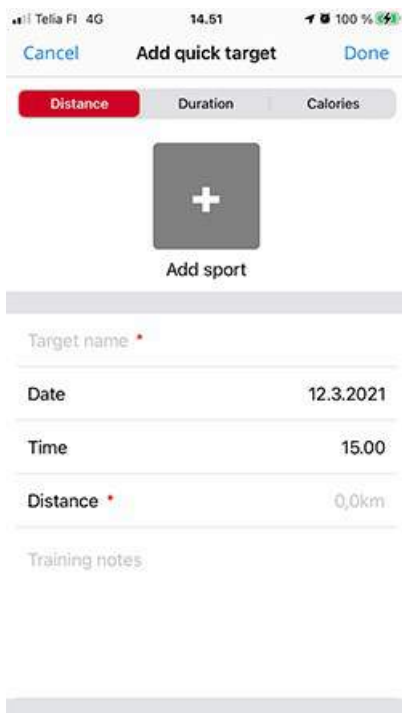 Telia FI 4G 14.51 100 %
Cancel Add quick target Done
Distance Duration Calories
+
Add sport
Target name *
Date 12.3.2021
Time 15.00
Distance * 0,0km
Training notes